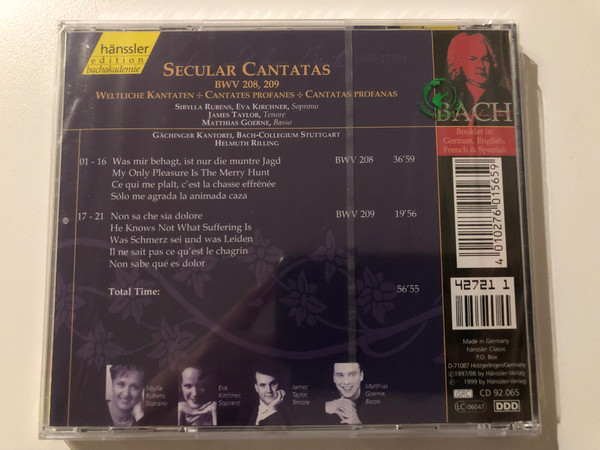 hänssler
edition
bachakademie
SECULAR CANTATAS
BWV 208, 209
WELTLICHE KANTATEN ÷ CANTATES PROFANES ÷ CANTATAS PROFANAS
SIBYLLA RUBENS, EVA KIRCHNER, Soprano
JAMES TAYLOR, Tenore
MATTHIAS GOERNE, Basso
GÄCHINGER KANTOREI, BACH-COLLEGIUM STUTTGART
HELMUTH RILLING
BACH
Booklet in
German, English,
French & Spanish
01 - 16 Was mir behagt, ist nur die muntre Jagd BWV 208 36'59
My Only Pleasure Is The Merry Hunt
Ce qui me plaît, c'est la chasse effrénée
Sólo me agrada la animada caza
17 - 21 Non sa che sia dolore BWV 209 19'56
He Knows Not What Suffering Is
Was Schmerz sei und was Leiden
Il ne sait pas ce qu'est le chagrin
Non sabe qué es dolor
Total Time: 56'55
4 010276 015659
42721 1
Sibylla
Rubens,
Soprano
Eva
Kirchner,
Soprano
James
Taylor,
Tenore
Matthias
Goerne,
Basso
Made in Germany
hänssler Classic
P.O. Box
D-71087 Holzgerlingen/Germany
℗1997/98 by Hänssler-Verlag
© 1999 by Hänssler-Verlag
CD 92.065
LC 06047
DDD